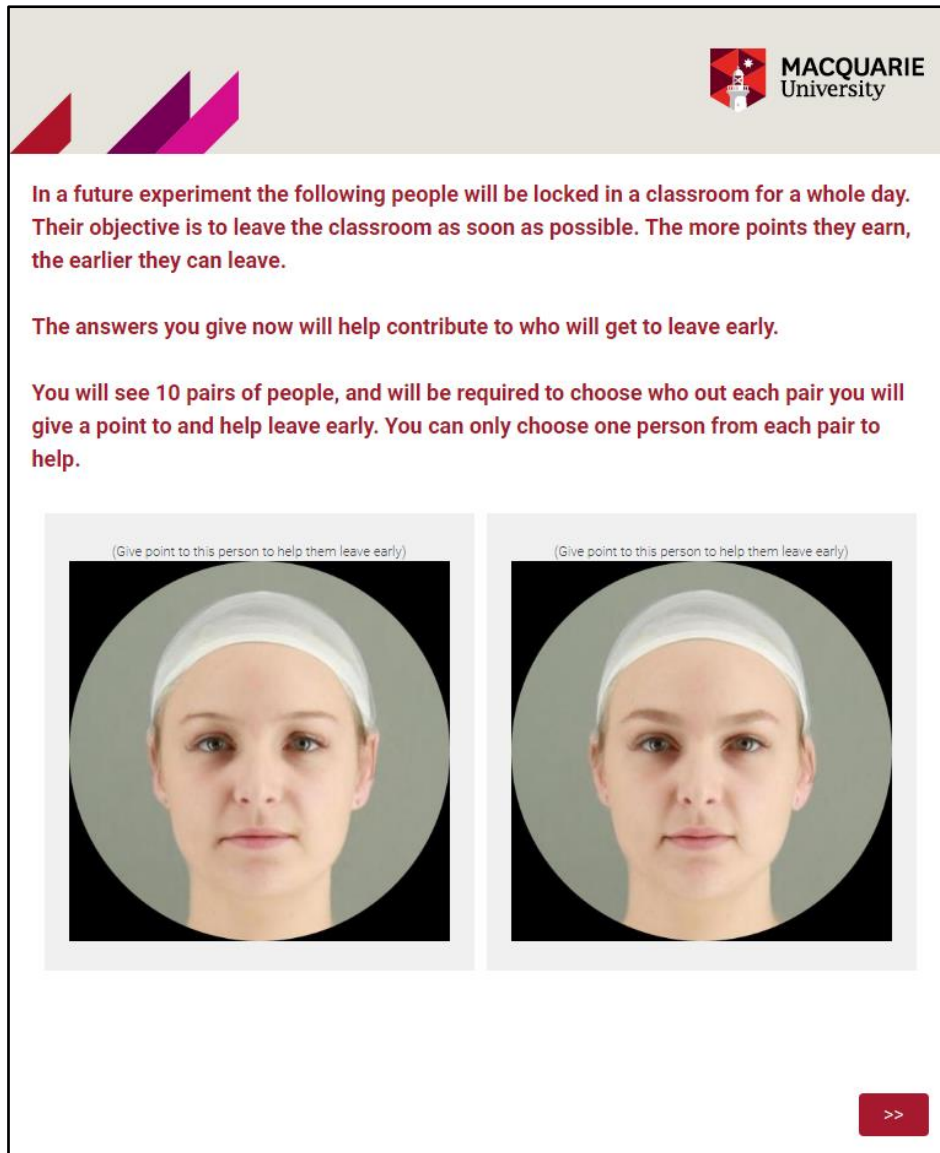 MACQUARIE
University
In a future experiment the following people will be locked in a classroom for a whole day.
Their objective is to leave the classroom as soon as possible. The more points they earn,
the earlier they can leave.
The answers you give now will help contribute to who will get to leave early.
You will see 10 pairs of people, and will be required to choose who out each pair you will
give a point to and help leave early. You can only choose one person from each pair to
help.
(Give point to this person to help them leave early)
(Give point to this person to help them leave early)
>>